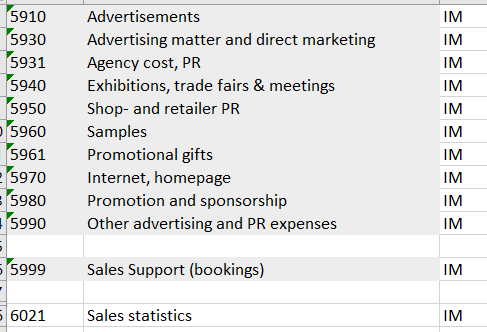 5910 Advertisements IM
5930 Advertising matter and direct marketing IM
5931 Agency cost, PR IM
5940 Exhibitions, trade fairs & meetings IM
5950 Shop- and retailer PR IM
5960 Samples IM
5961 Promotional gifts IM
5970 Internet, homepage IM
5980 Promotion and sponsorship IM
5990 Other advertising and PR expenses IM
5999 Sales Support (bookings) IM
6021 Sales statistics IM